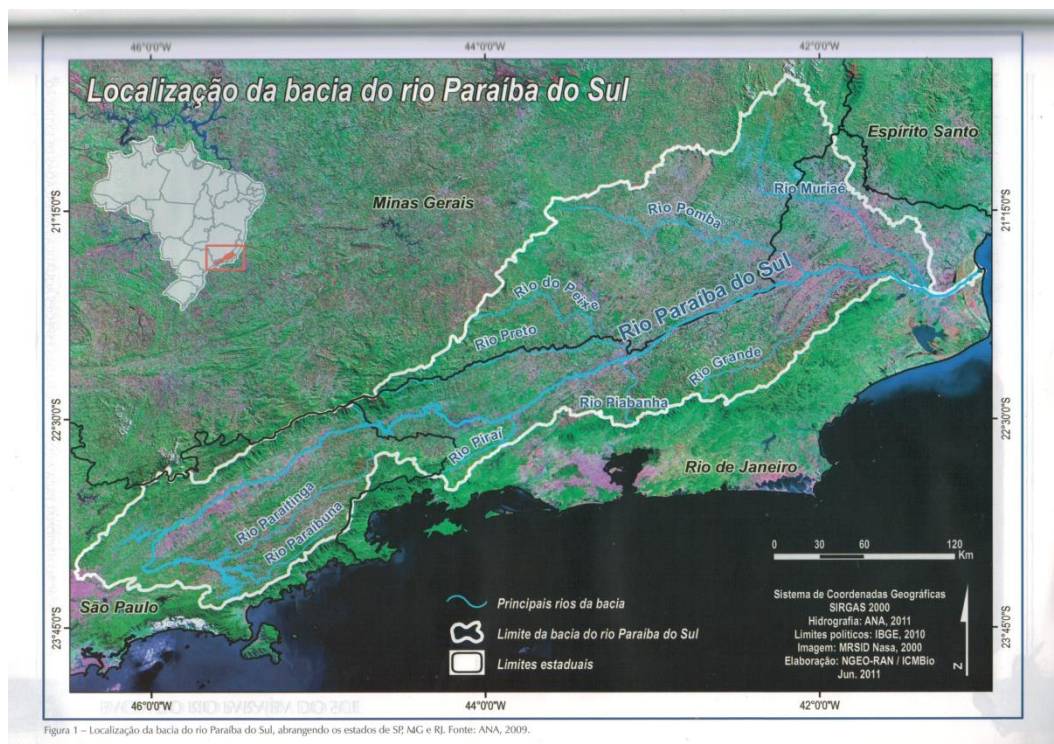 46°0'0"W 44°0'0"W 42°0'0"W
Localização da bacia do rio Paraíba do Sul
Espírito Santo
Minas Gerais
Rio Muriaé
Rio Pomba
21°15'0"S
21°15'0"S
Rio do Peixe
Rio Paraíba do Sul
Rio Preto
Rio Grande
Rio Piabanha
22°30'0"S
22°30'0"S
Rio Piraí
Rio de Janeiro
Rio Paraitinga
Rio Paraibuna
0 30 60 120
Km
São Paulo
Principais rios da bacia
Limite da bacia do rio Paraíba do Sul
Limites estaduais
Sistema de Coordenadas Geográficas
SIRGAS 2000
Hidrografia: ANA, 2011
Limites políticos: IBGE, 2010
Imagem: MRSID Nasa, 2000
Elaboração: NGEO-RAN / ICMBio
Jun. 2011
N
23°45'0"S
23°45'0"S
46°0'0"W 44°0'0"W 42°0'0"W
Figura 1 – Localização da bacia do rio Paraíba do Sul, abrangendo os estados de SP, MG e RJ. Fonte: ANA, 2009.